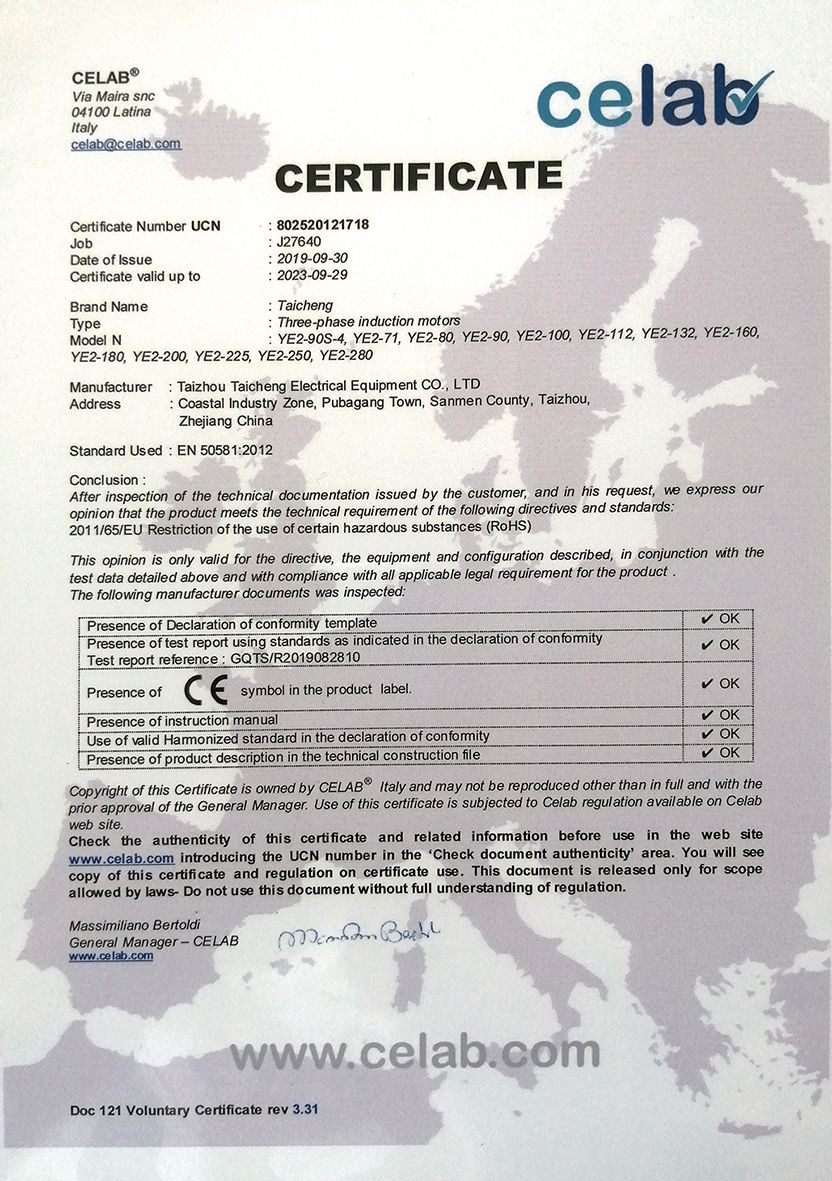 CELAB®
Via Maira snc
04100 Latina
Italy
celab@celab.com
celab
CERTIFICATE
Certificate Number UCN : 802520121718
Job : J27640
Date of Issue : 2019-09-30
Certificate valid up to : 2023-09-29
Brand Name : Taicheng
Type : Three-phase induction motors
Model N : YE2-90S-4, YE2-71, YE2-80, YE2-90, YE2-100, YE2-112, YE2-132, YE2-160,
YE2-180, YE2-200, YE2-225, YE2-250, YE2-280
Manufacturer : Taizhou Taicheng Electrical Equipment CO., LTD
Address : Coastal Industry Zone, Pubagang Town, Sanmen County, Taizhou,
Zhejiang China
Standard Used : EN 50581:2012
Conclusion :
After inspection of the technical documentation issued by the customer, and in his request, we express our
opinion that the product meets the technical requirement of the following directives and standards:
2011/65/EU Restriction of the use of certain hazardous substances (RoHS)
This opinion is only valid for the directive, the equipment and configuration described, in conjunction with the
test data detailed above and with compliance with all applicable legal requirement for the product .
The following manufacturer documents was inspected:
Presence of Declaration of conformity template ✔ OK
Presence of test report using standards as indicated in the declaration of conformity
Test report reference : GQTS/R2019082810 ✔ OK
Presence of CE symbol in the product label. ✔ OK
Presence of instruction manual ✔ OK
Use of valid Harmonized standard in the declaration of conformity ✔ OK
Presence of product description in the technical construction file ✔ OK
Copyright of this Certificate is owned by CELAB® Italy and may not be reproduced other than in full and with the
prior approval of the General Manager. Use of this certificate is subjected to Celab regulation available on Celab
web site.
Check the authenticity of this certificate and related information before use in the web site
www.celab.com introducing the UCN number in the ‘Check document authenticity’ area. You will see
copy of this certificate and regulation on certificate use. This document is released only for scope
allowed by laws- Do not use this document without full understanding of regulation.
Massimiliano Bertoldi
General Manager – CELAB
www.celab.com
www.celab.com
Doc 121 Voluntary Certificate rev 3.31